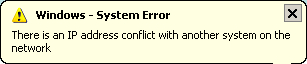 Windows - System Error
There is an IP address conflict with another system on the
network